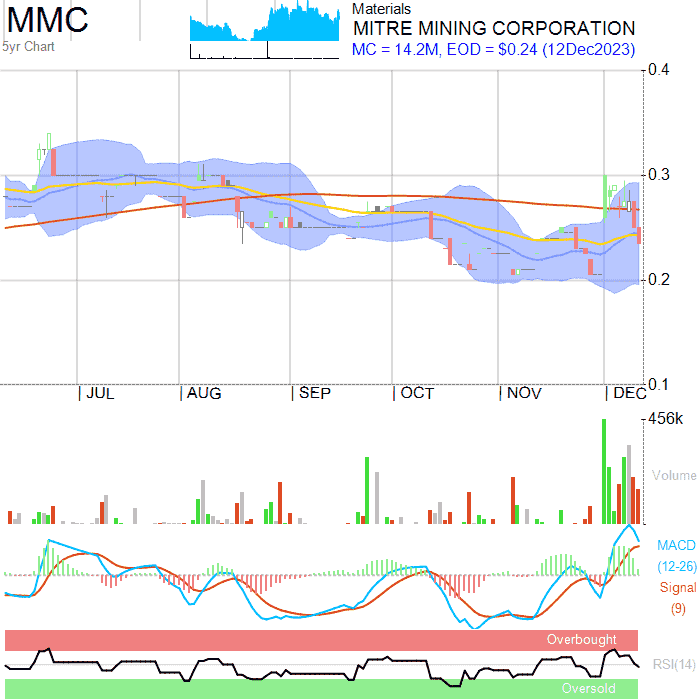 MMC
5yr Chart
Materials
MITRE MINING CORPORATION
MC = 14.2M, EOD = $0.24 (12Dec2023)
0.4
0.3
0.2
0.1
JUL AUG SEP OCT NOV DEC
456k
Volume
MACD
(12-26)
Signal
(9)
Overbought
RSI(14)
Oversold